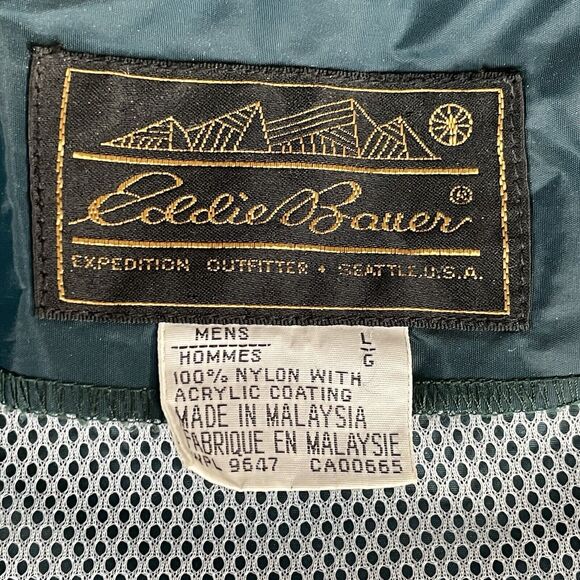 Eddie Bauer ®
EXPEDITION OUTFITTER • SEATTLE, U.S.A.
MENS L
HOMMES G
100% NYLON WITH
ACRYLIC COATING
MADE IN MALAYSIA
FABRIQUE EN MALAYSIE
9647 CA00665